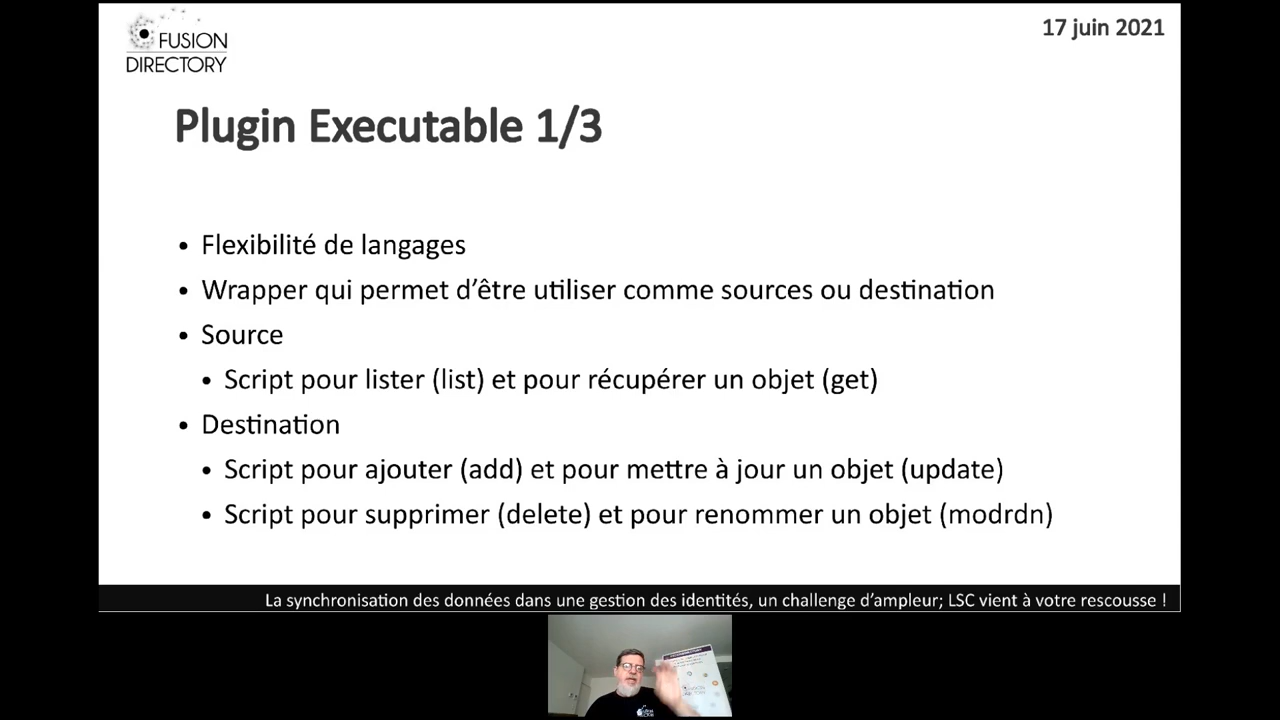 FUSION
DIRECTORY
17 juin 2021
Plugin Executable 1/3
• Flexibilité de langages
• Wrapper qui permet d'être utiliser comme sources ou destination
• Source
• Script pour lister (list) et pour récupérer un objet (get)
• Destination
• Script pour ajouter (add) et pour mettre à jour un objet (update)
• Script pour supprimer (delete) et pour renommer un objet (modrdn)
La synchronisation des données dans une gestion des identités, un challenge d'ampleur; LSC vient à votre rescousse !
FUSION